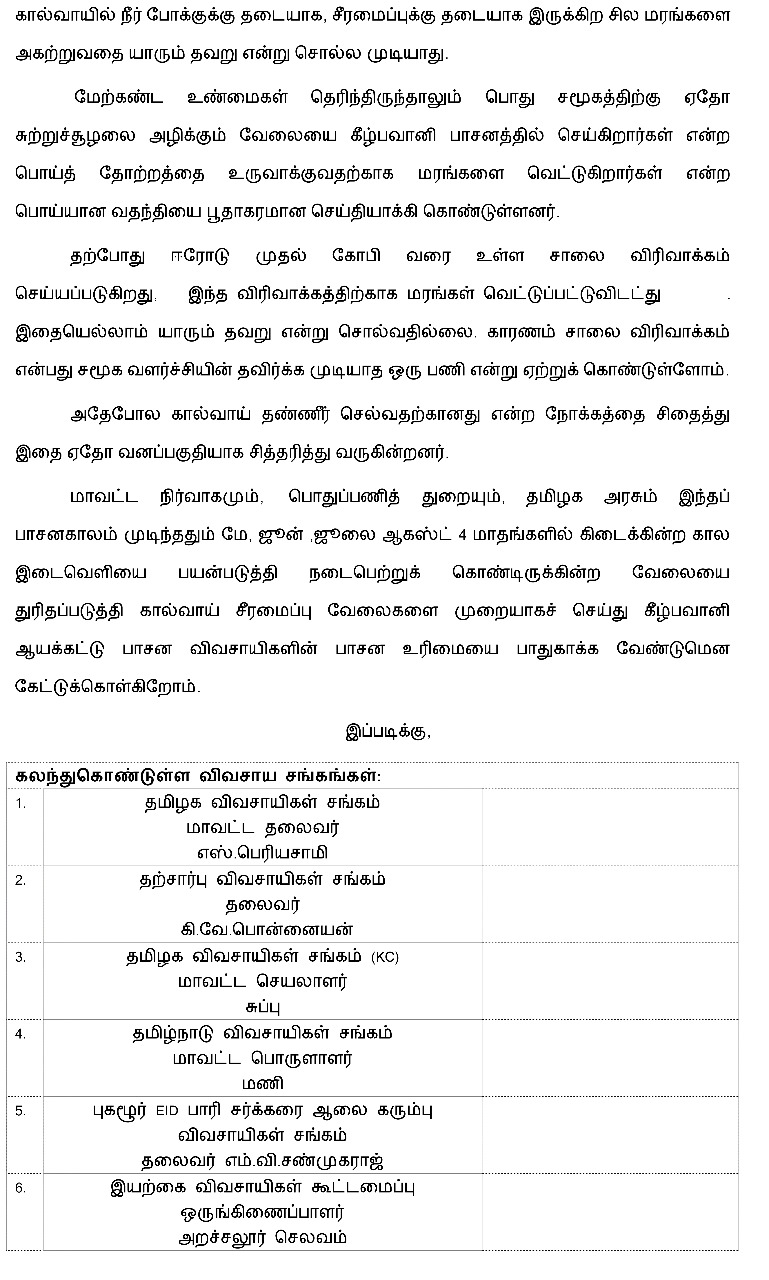 கால்வாயில் நீர் போக்குக்கு தடையாக, சீரமைப்புக்கு தடையாக இருக்கிற சில மரங்களை
அகற்றுவதை யாரும் தவறு என்று சொல்ல முடியாது.
மேற்கண்ட உண்மைகள் தெரிந்திருந்தாலும் பொது சமூகத்திற்கு ஏதோ
சுற்றுச்சூழலை அழிக்கும் வேலையை கீழ்பவானி பாசனத்தில் செய்கிறார்கள் என்ற
பொய்த் தோற்றத்தை உருவாக்குவதற்காக மரங்களை வெட்டுகிறார்கள் என்ற
பொய்யான வதந்தியை பூதாகரமான செய்தியாக்கி கொண்டுள்ளனர்.
தற்போது ஈரோடு முதல் கோபி வரை உள்ள சாலை விரிவாக்கம்
செய்யப்படுகிறது, இந்த விரிவாக்கத்திற்காக மரங்கள் வெட்டுப்பட்டுவிடட்து .
இதையெல்லாம் யாரும் தவறு என்று சொல்வதில்லை. காரணம் சாலை விரிவாக்கம்
என்பது சமூக வளர்ச்சியின் தவிர்க்க முடியாத ஒரு பணி என்று ஏற்றுக் கொண்டுள்ளோம்.
அதேபோல கால்வாய் தண்ணீர் செல்வதற்கானது என்ற நோக்கத்தை சிதைத்து
இதை ஏதோ வனப்பகுதியாக சித்தரித்து வருகின்றனர்.
மாவட்ட நிர்வாகமும், பொதுப்பணித் துறையும், தமிழக அரசும் இந்தப்
பாசனகாலம் முடிந்ததும் மே, ஜூன் ,ஜூலை ஆகஸ்ட் 4 மாதங்களில் கிடைக்கின்ற கால
இடைவெளியை பயன்படுத்தி நடைபெற்றுக் கொண்டிருக்கின்ற வேலையை
துரிதப்படுத்தி கால்வாய் சீரமைப்பு வேலைகளை முறையாகச் செய்து கீழ்பவானி
ஆயக்கட்டு பாசன விவசாயிகளின் பாசன உரிமையை பாதுகாக்க வேண்டுமென
கேட்டுக்கொள்கிறோம்.
இப்படிக்கு,
கலந்துகொண்டுள்ள விவசாய சங்கங்கள்:
1. தமிழக விவசாயிகள் சங்கம்
மாவட்ட தலைவர்
எஸ்.பெரியசாமி
2. தற்சார்பு விவசாயிகள் சங்கம்
தலைவர்
கி.வே.பொன்னையன்
3. தமிழக விவசாயிகள் சங்கம் (KC)
மாவட்ட செயலாளர்
சுப்பு
4. தமிழ்நாடு விவசாயிகள் சங்கம்
மாவட்ட பொருளாளர்
மணி
5. புகழூர் EID பாரி சர்க்கரை ஆலை கரும்பு
விவசாயிகள் சங்கம்
தலைவர் எம்.வி.சண்முகராஜ்
6. இயற்கை விவசாயிகள் கூட்டமைப்பு
ஒருங்கிணைப்பாளர்
அறச்சலூர் செலவம்